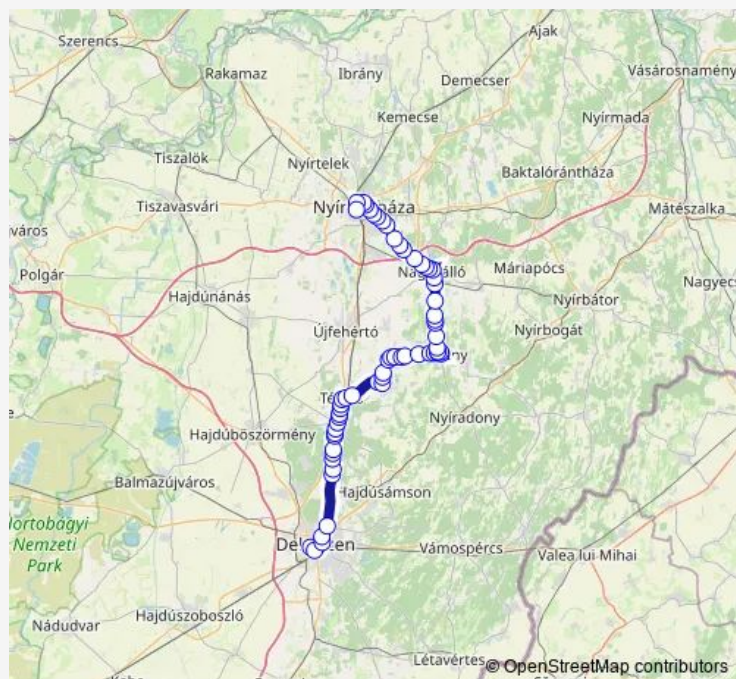 Ajak
Szerencs
Vásárosnamény
Rakamaz
Ibrány
Demecser
Kemecse
Nyírmada
Tiszalök
Nyírtelek
Baktalórántháza
Tiszavasvári
Mátészalka
város
Polgár
Máriapócs
Hajdúnánás
Nyírbátor
Újfehértó
Nyírbogát
Nyíradony
Hajdúböszörmény
Balmazújváros
Hajdúsámson
Hortobágyi
Nemzeti
Park
Vámospércs
Valea lui Mihai
Hajdúszoboszló
Nádudvar
Létavértes
© OpenStreetMap contributors